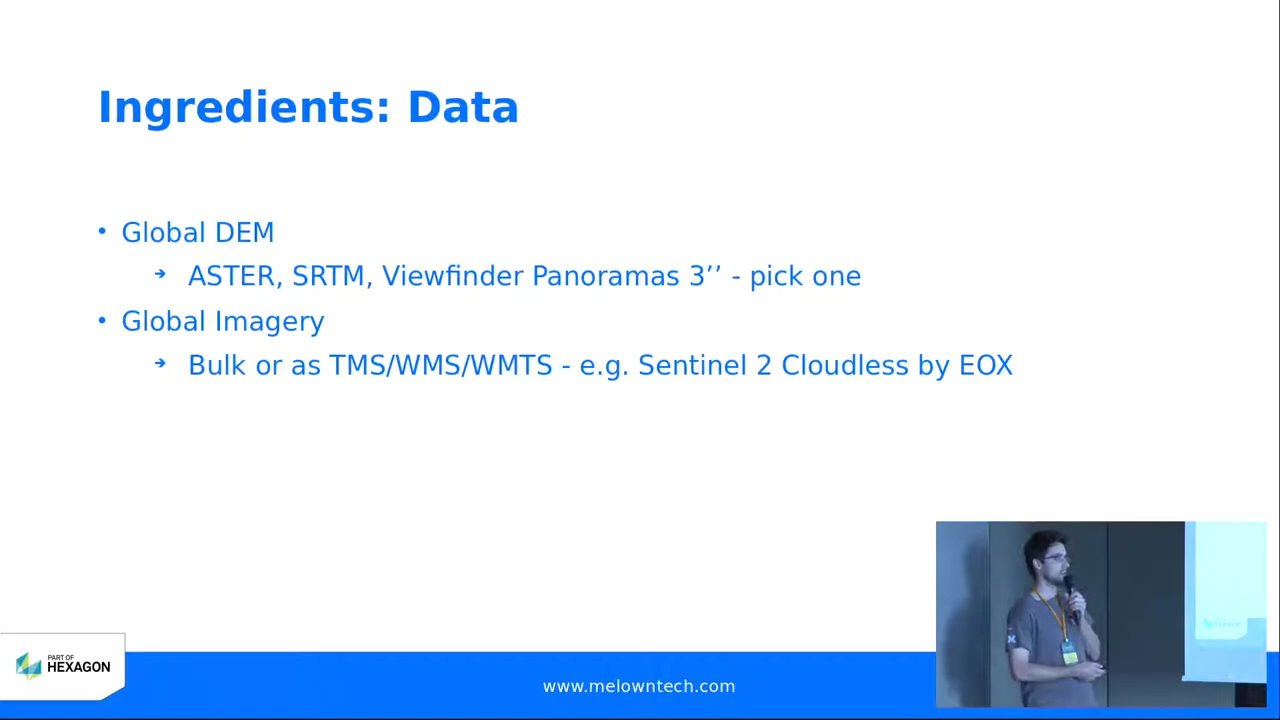 Ingredients: Data
• Global DEM
➔ ASTER, SRTM, Viewfinder Panoramas 3’’ - pick one
• Global Imagery
➔ Bulk or as TMS/WMS/WMTS - e.g. Sentinel 2 Cloudless by EOX
PART OF
HEXAGON
www.melowntech.com